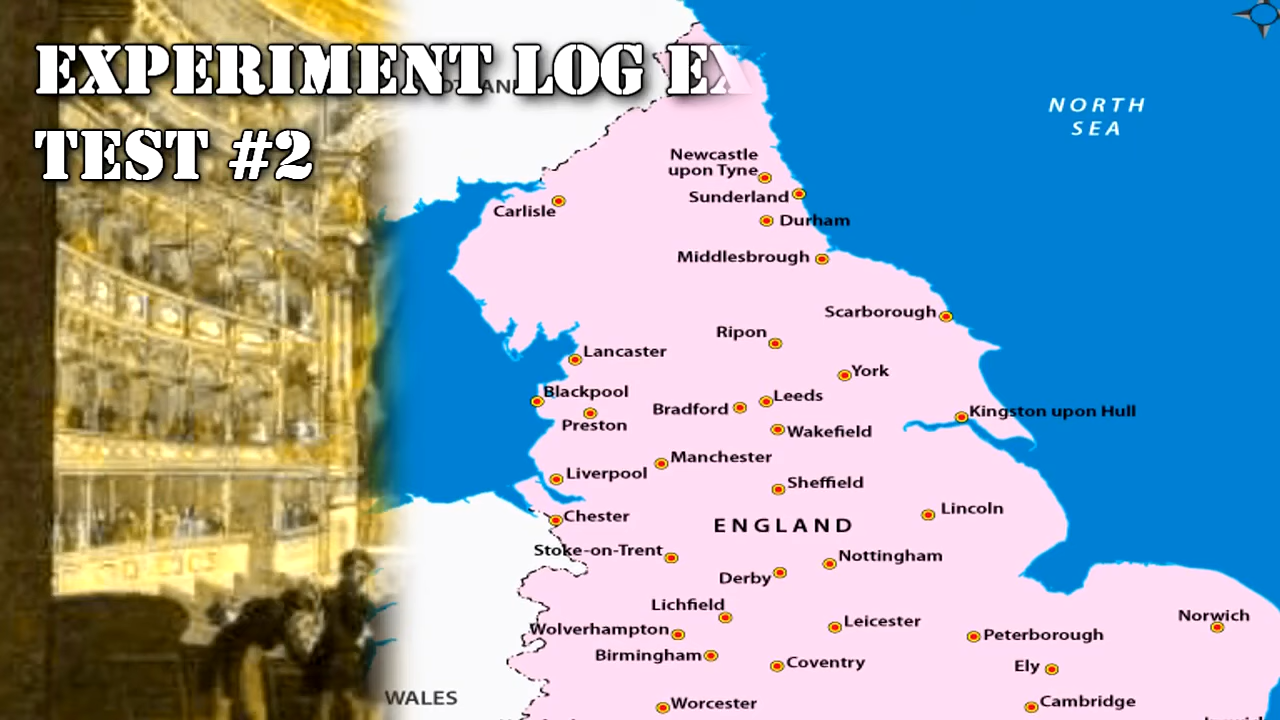 EXPERIMENT LOG EX
TEST #2
NORTH
SEA
Newcastle
upon Tyne
Sunderland
Carlisle
Durham
Middlesbrough
Scarborough
Ripon
Lancaster
York
Blackpool
Leeds
Bradford
Kingston upon Hull
Preston
Wakefield
Manchester
Liverpool
Sheffield
Lincoln
Chester
ENGLAND
Stoke-on-Trent
Nottingham
Derby
Lichfield
Norwich
Leicester
Wolverhampton
Peterborough
Birmingham
Coventry
Ely
WALES
Worcester
Cambridge